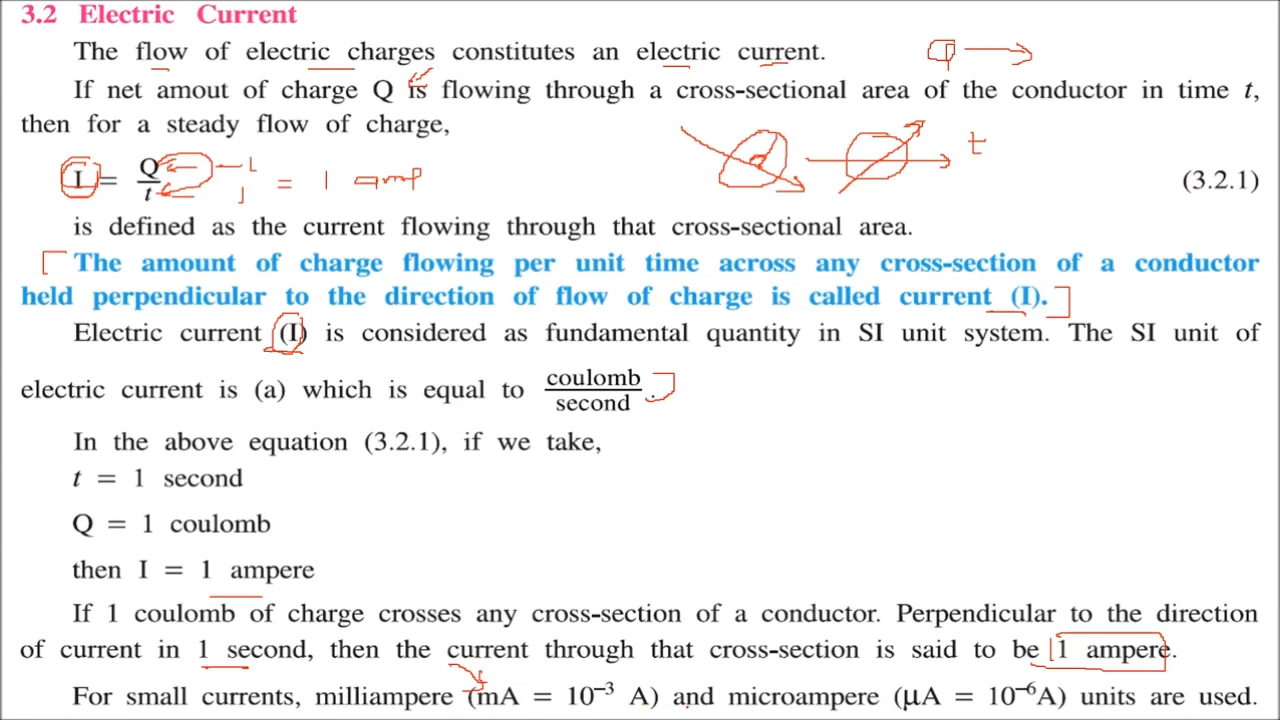 3.2 Electric Current
The flow of electric charges constitutes an electric current.
Q
If net amout of charge Q is flowing through a cross-sectional area of the conductor in time t,
then for a steady flow of charge,
I = Q/t = 1 amp
t
(3.2.1)
is defined as the current flowing through that cross-sectional area.
The amount of charge flowing per unit time across any cross-section of a conductor
held perpendicular to the direction of flow of charge is called current (I).
Electric current (I) is considered as fundamental quantity in SI unit system. The SI unit of
electric current is (a) which is equal to coulomb/second.
In the above equation (3.2.1), if we take,
t = 1 second
Q = 1 coulomb
then I = 1 ampere
If 1 coulomb of charge crosses any cross-section of a conductor. Perpendicular to the direction
of current in 1 second, then the current through that cross-section is said to be 1 ampere.
For small currents, milliampere (mA = 10⁻³ A) and microampere (μA = 10⁻⁶A) units are used.